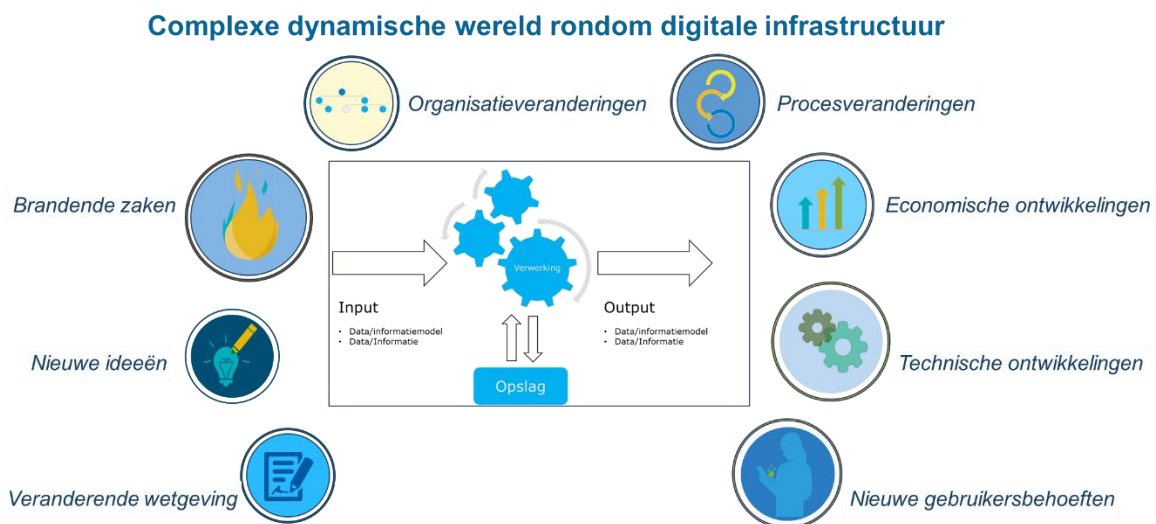 Complexe dynamische wereld rondom digitale infrastructuur
Organisatieveranderingen
Procesveranderingen
Brandende zaken
Economische ontwikkelingen
Verwerking
Input
• Data/informatiemodel
• Data/Informatie
Output
• Data/informatiemodel
• Data/Informatie
Opslag
Nieuwe ideeën
Technische ontwikkelingen
Veranderende wetgeving
Nieuwe gebruikersbehoeften